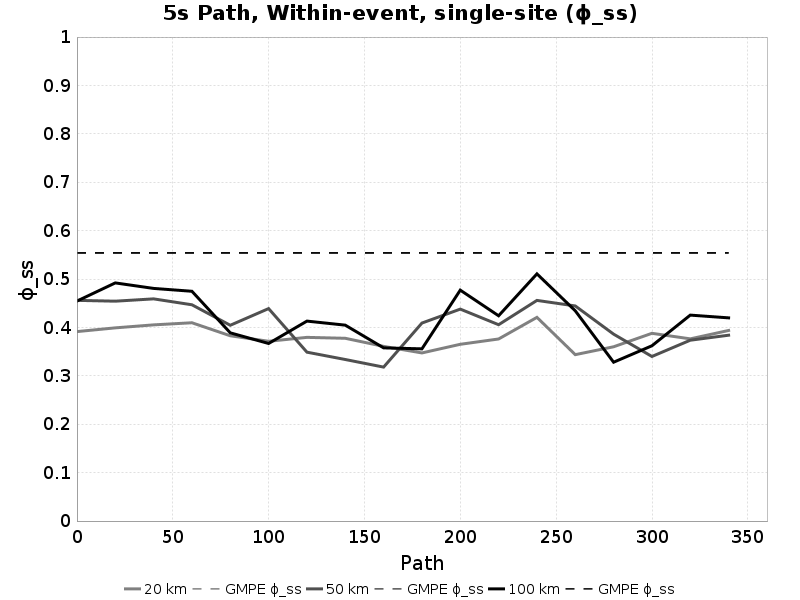 5s Path, Within-event, single-site (ϕ_ss)
1
0.9
0.8
0.7
0.6
0.5
0.4
0.3
0.2
0.1
0
ϕ_ss
0 50 100 150 200 250 300 350
Path
20 km GMPE ϕ_ss 50 km GMPE ϕ_ss 100 km GMPE ϕ_ss